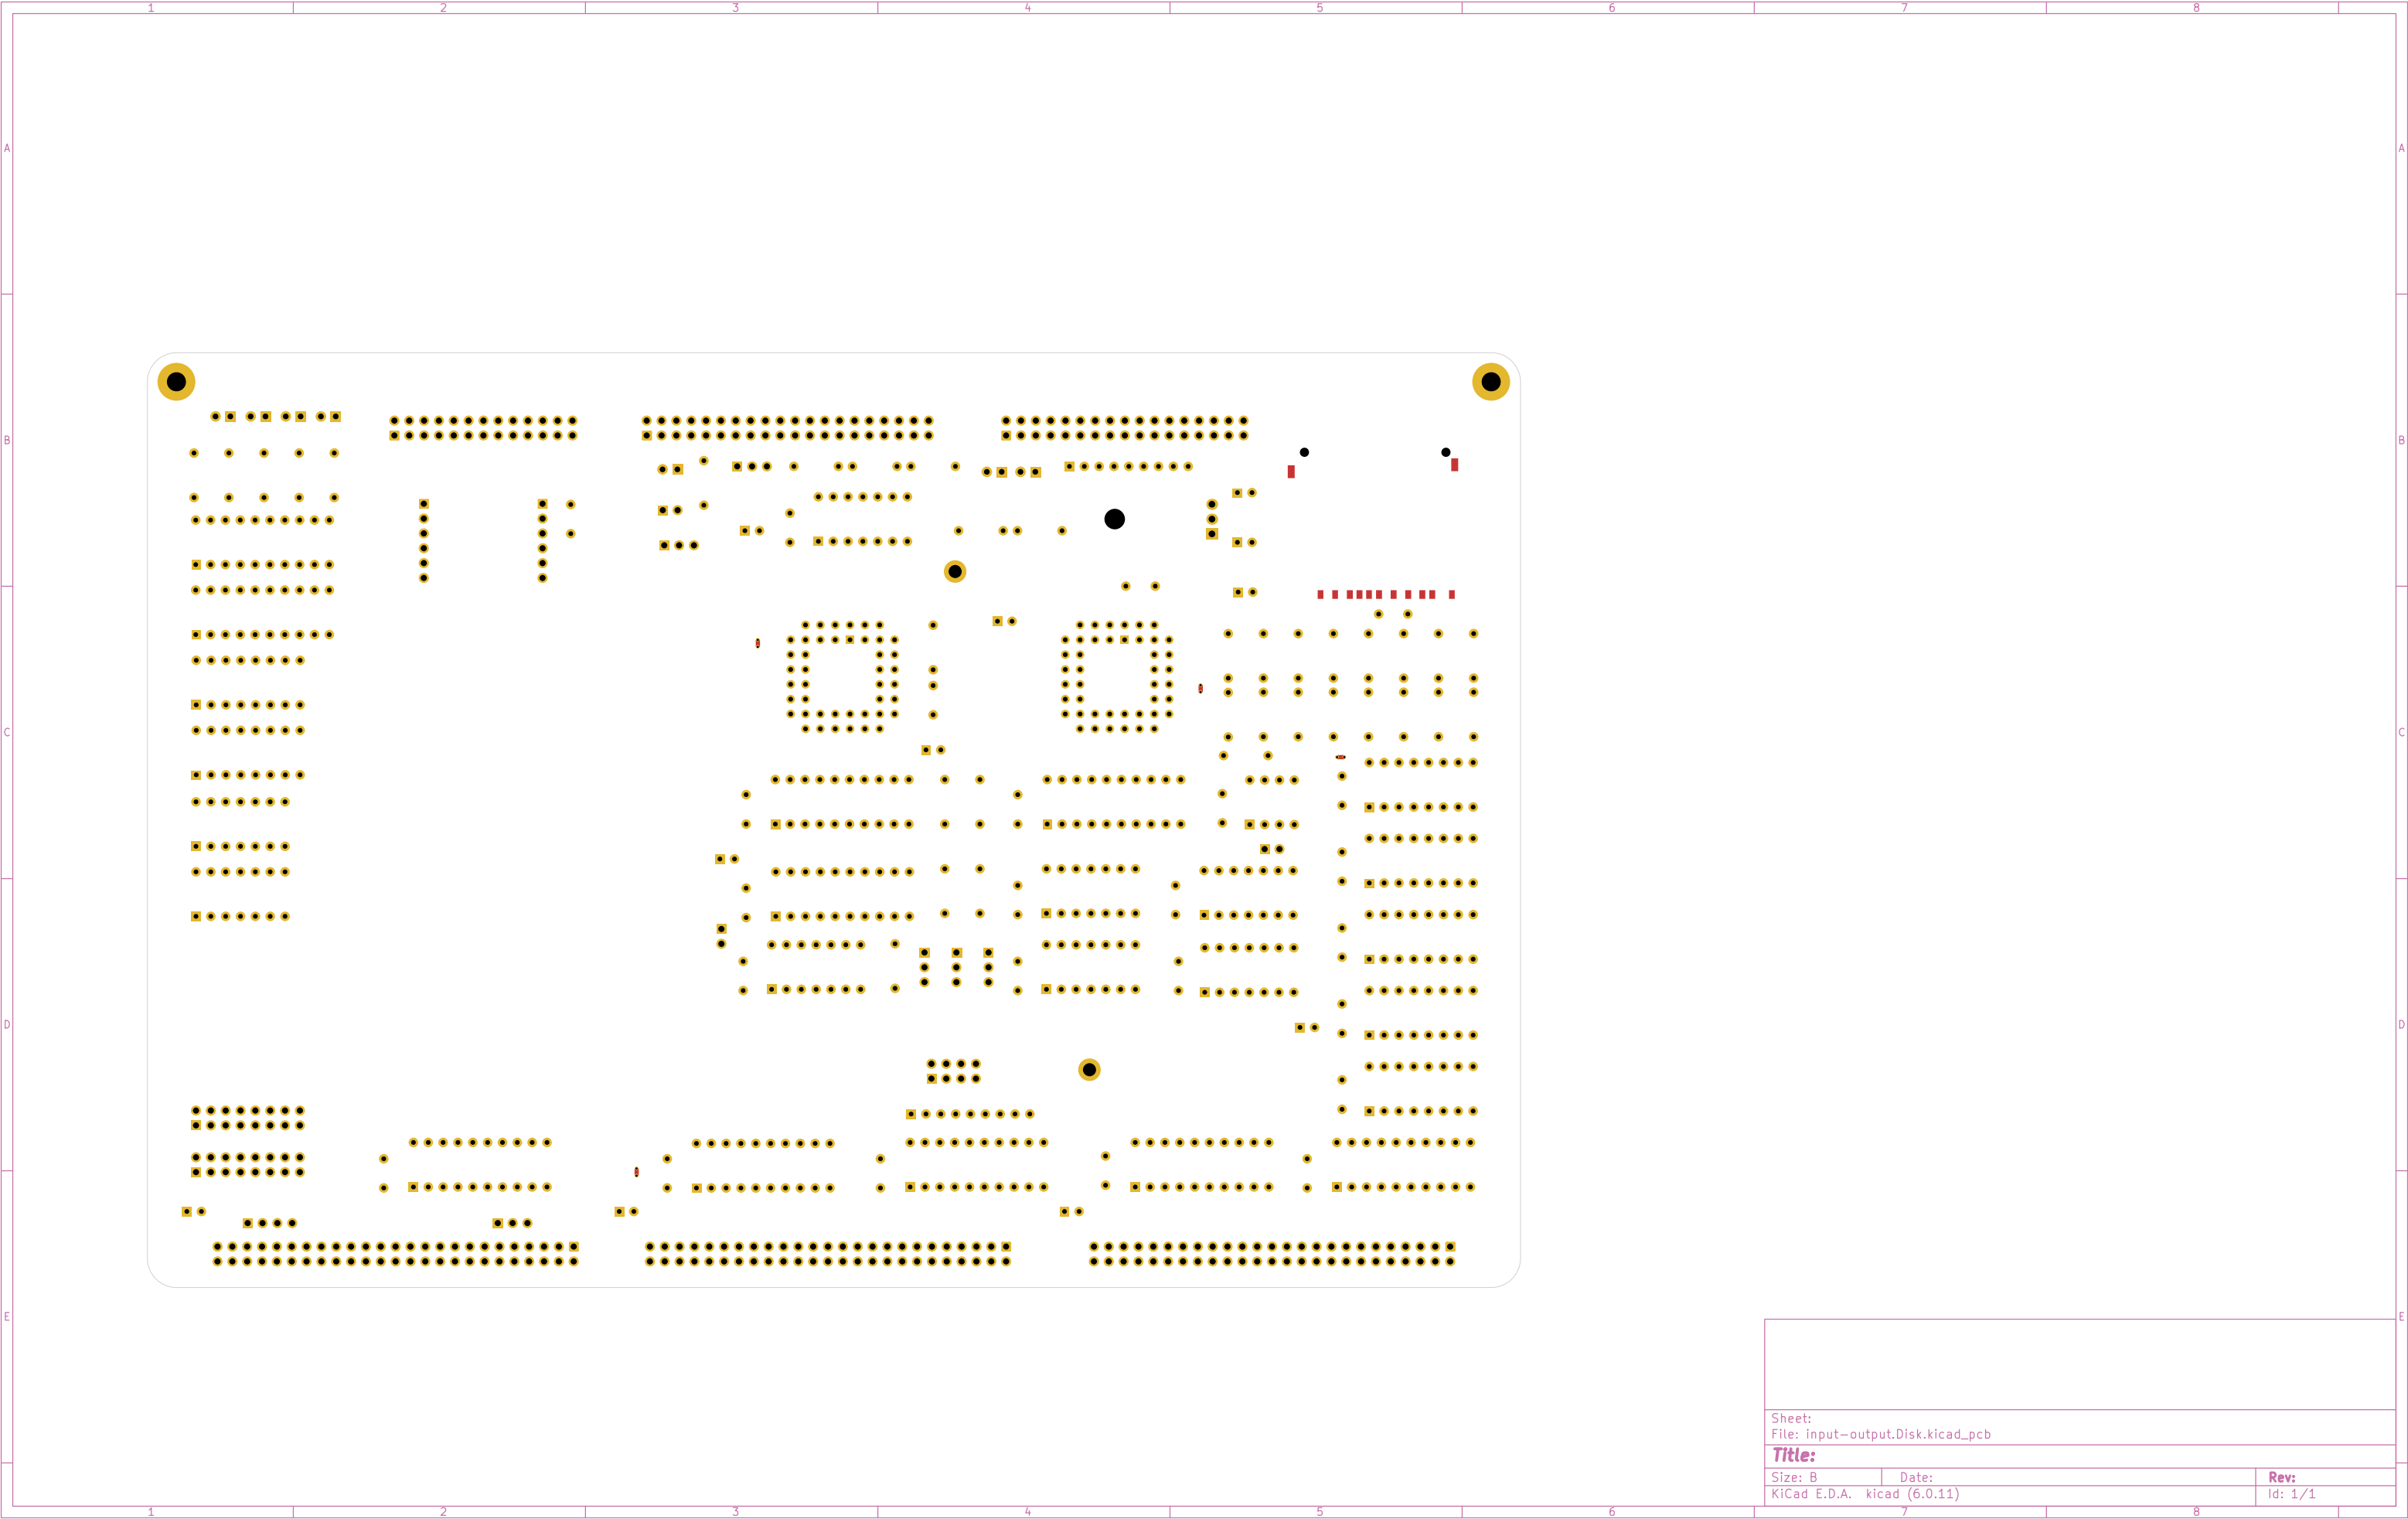 1 2 3 4 5 6 7 8
A A
B B
C C
D D
E E
Sheet:
File: input-output.Disk.kicad_pcb
Title:
Size: B Date: Rev:
KiCad E.D.A. kicad (6.0.11) Id: 1/1
1 2 3 4 5 6 7 8